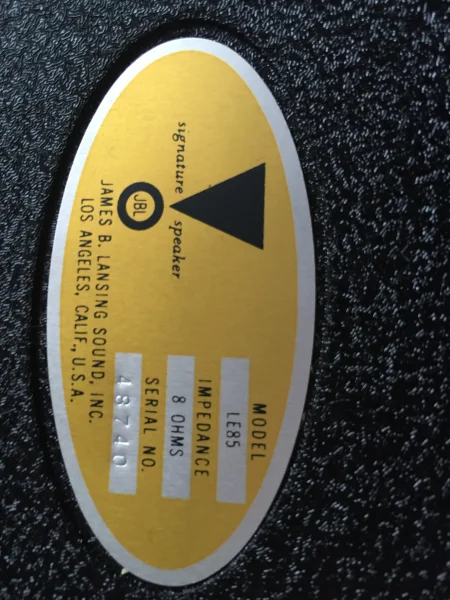 signature speaker
JBL
JAMES B. LANSING SOUND, INC.
LOS ANGELES, CALIF., U.S.A.
MODEL
LE85
IMPEDANCE
8 OHMS
SERIAL NO.
48740